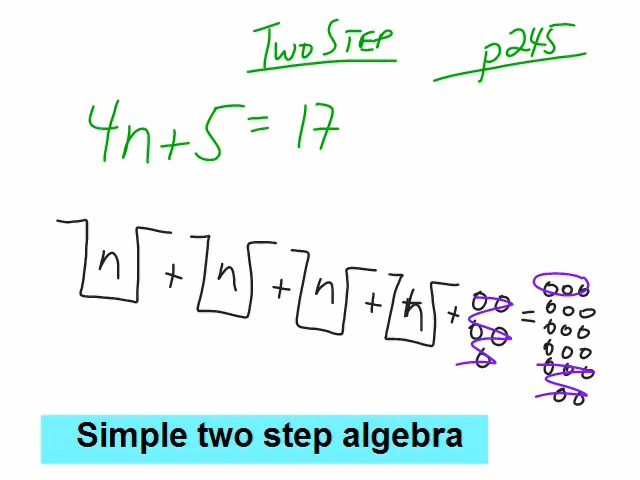 TWO STEP p245
4n+5=17
n + n + n + n + =
Simple two step algebra